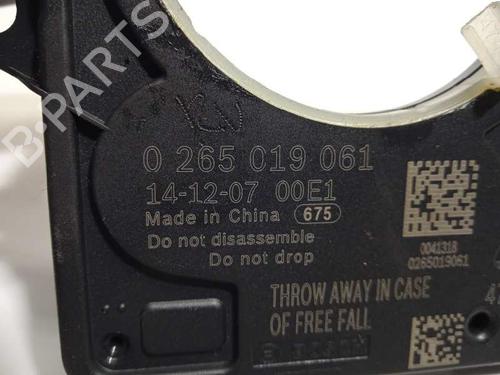 B-PARTS
0 265 019 061
14-12-07 00E1
Made in China 675
Do not disassemble
Do not drop
0041318
0265019061
THROW AWAY IN CASE
OF FREE FALL